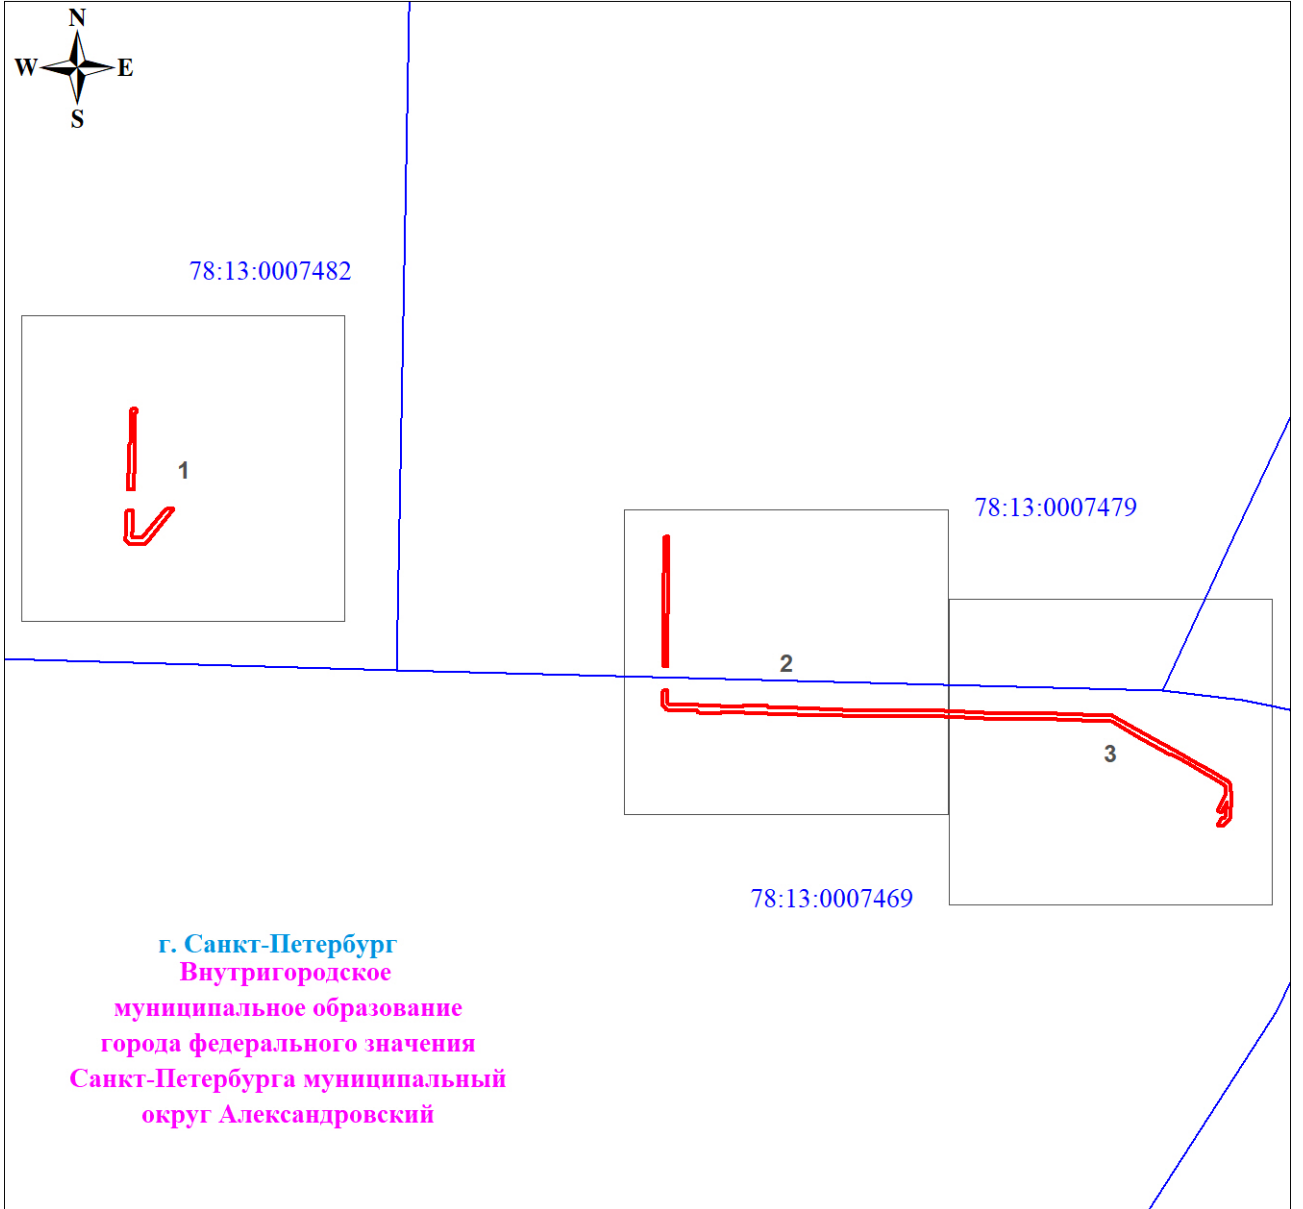 N
W E
S
78:13:0007482
1
78:13:0007479
2
3
78:13:0007469
г. Санкт-Петербург
Внутригородское
муниципальное образование
города федерального значения
Санкт-Петербурга муниципальный
округ Александровский